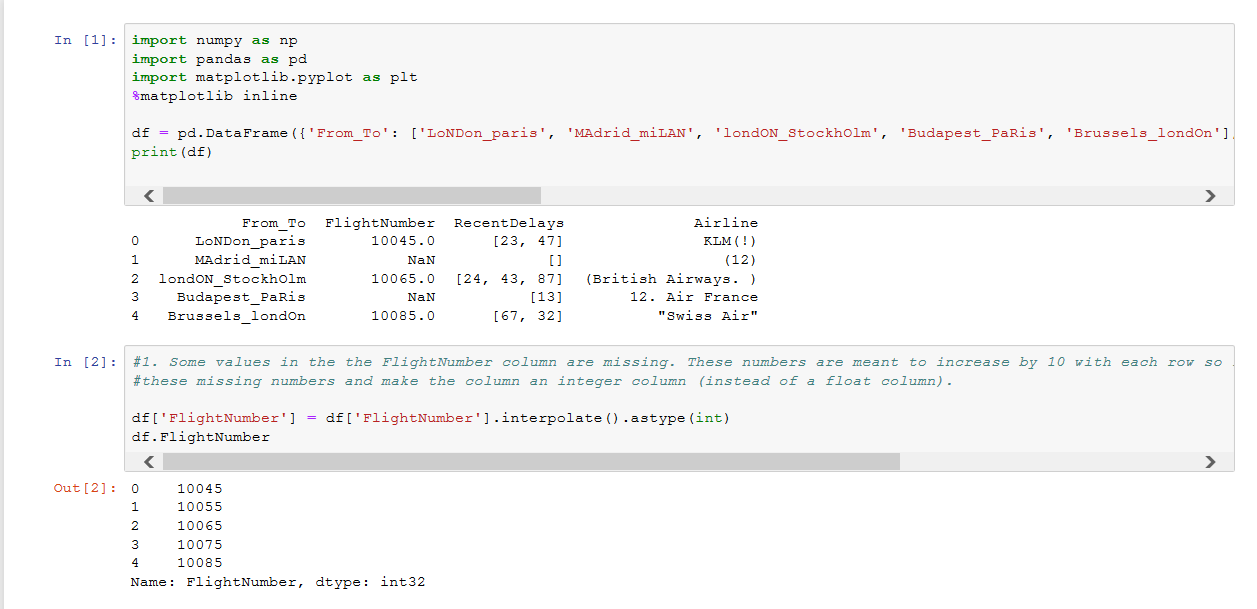 In [1]: import numpy as np
import pandas as pd
import matplotlib.pyplot as plt
%matplotlib inline
df = pd.DataFrame({'From_To': ['LoNDon_paris', 'MAdrid_miLAN', 'londON_StockhOlm', 'Budapest_PaRis', 'Brussels_londOn'],
print(df)
From_To FlightNumber RecentDelays Airline
0 LoNDon_paris 10045.0 [23, 47] KLM(!)
1 MAdrid_miLAN NaN [] (12)
2 londON_StockhOlm 10065.0 [24, 43, 87] (British Airways. )
3 Budapest_PaRis NaN [13] 12. Air France
4 Brussels_londOn 10085.0 [67, 32] "Swiss Air"
In [2]: #1. Some values in the the FlightNumber column are missing. These numbers are meant to increase by 10 with each row so
#these missing numbers and make the column an integer column (instead of a float column).
df['FlightNumber'] = df['FlightNumber'].interpolate().astype(int)
df.FlightNumber
Out[2]: 0 10045
1 10055
2 10065
3 10075
4 10085
Name: FlightNumber, dtype: int32